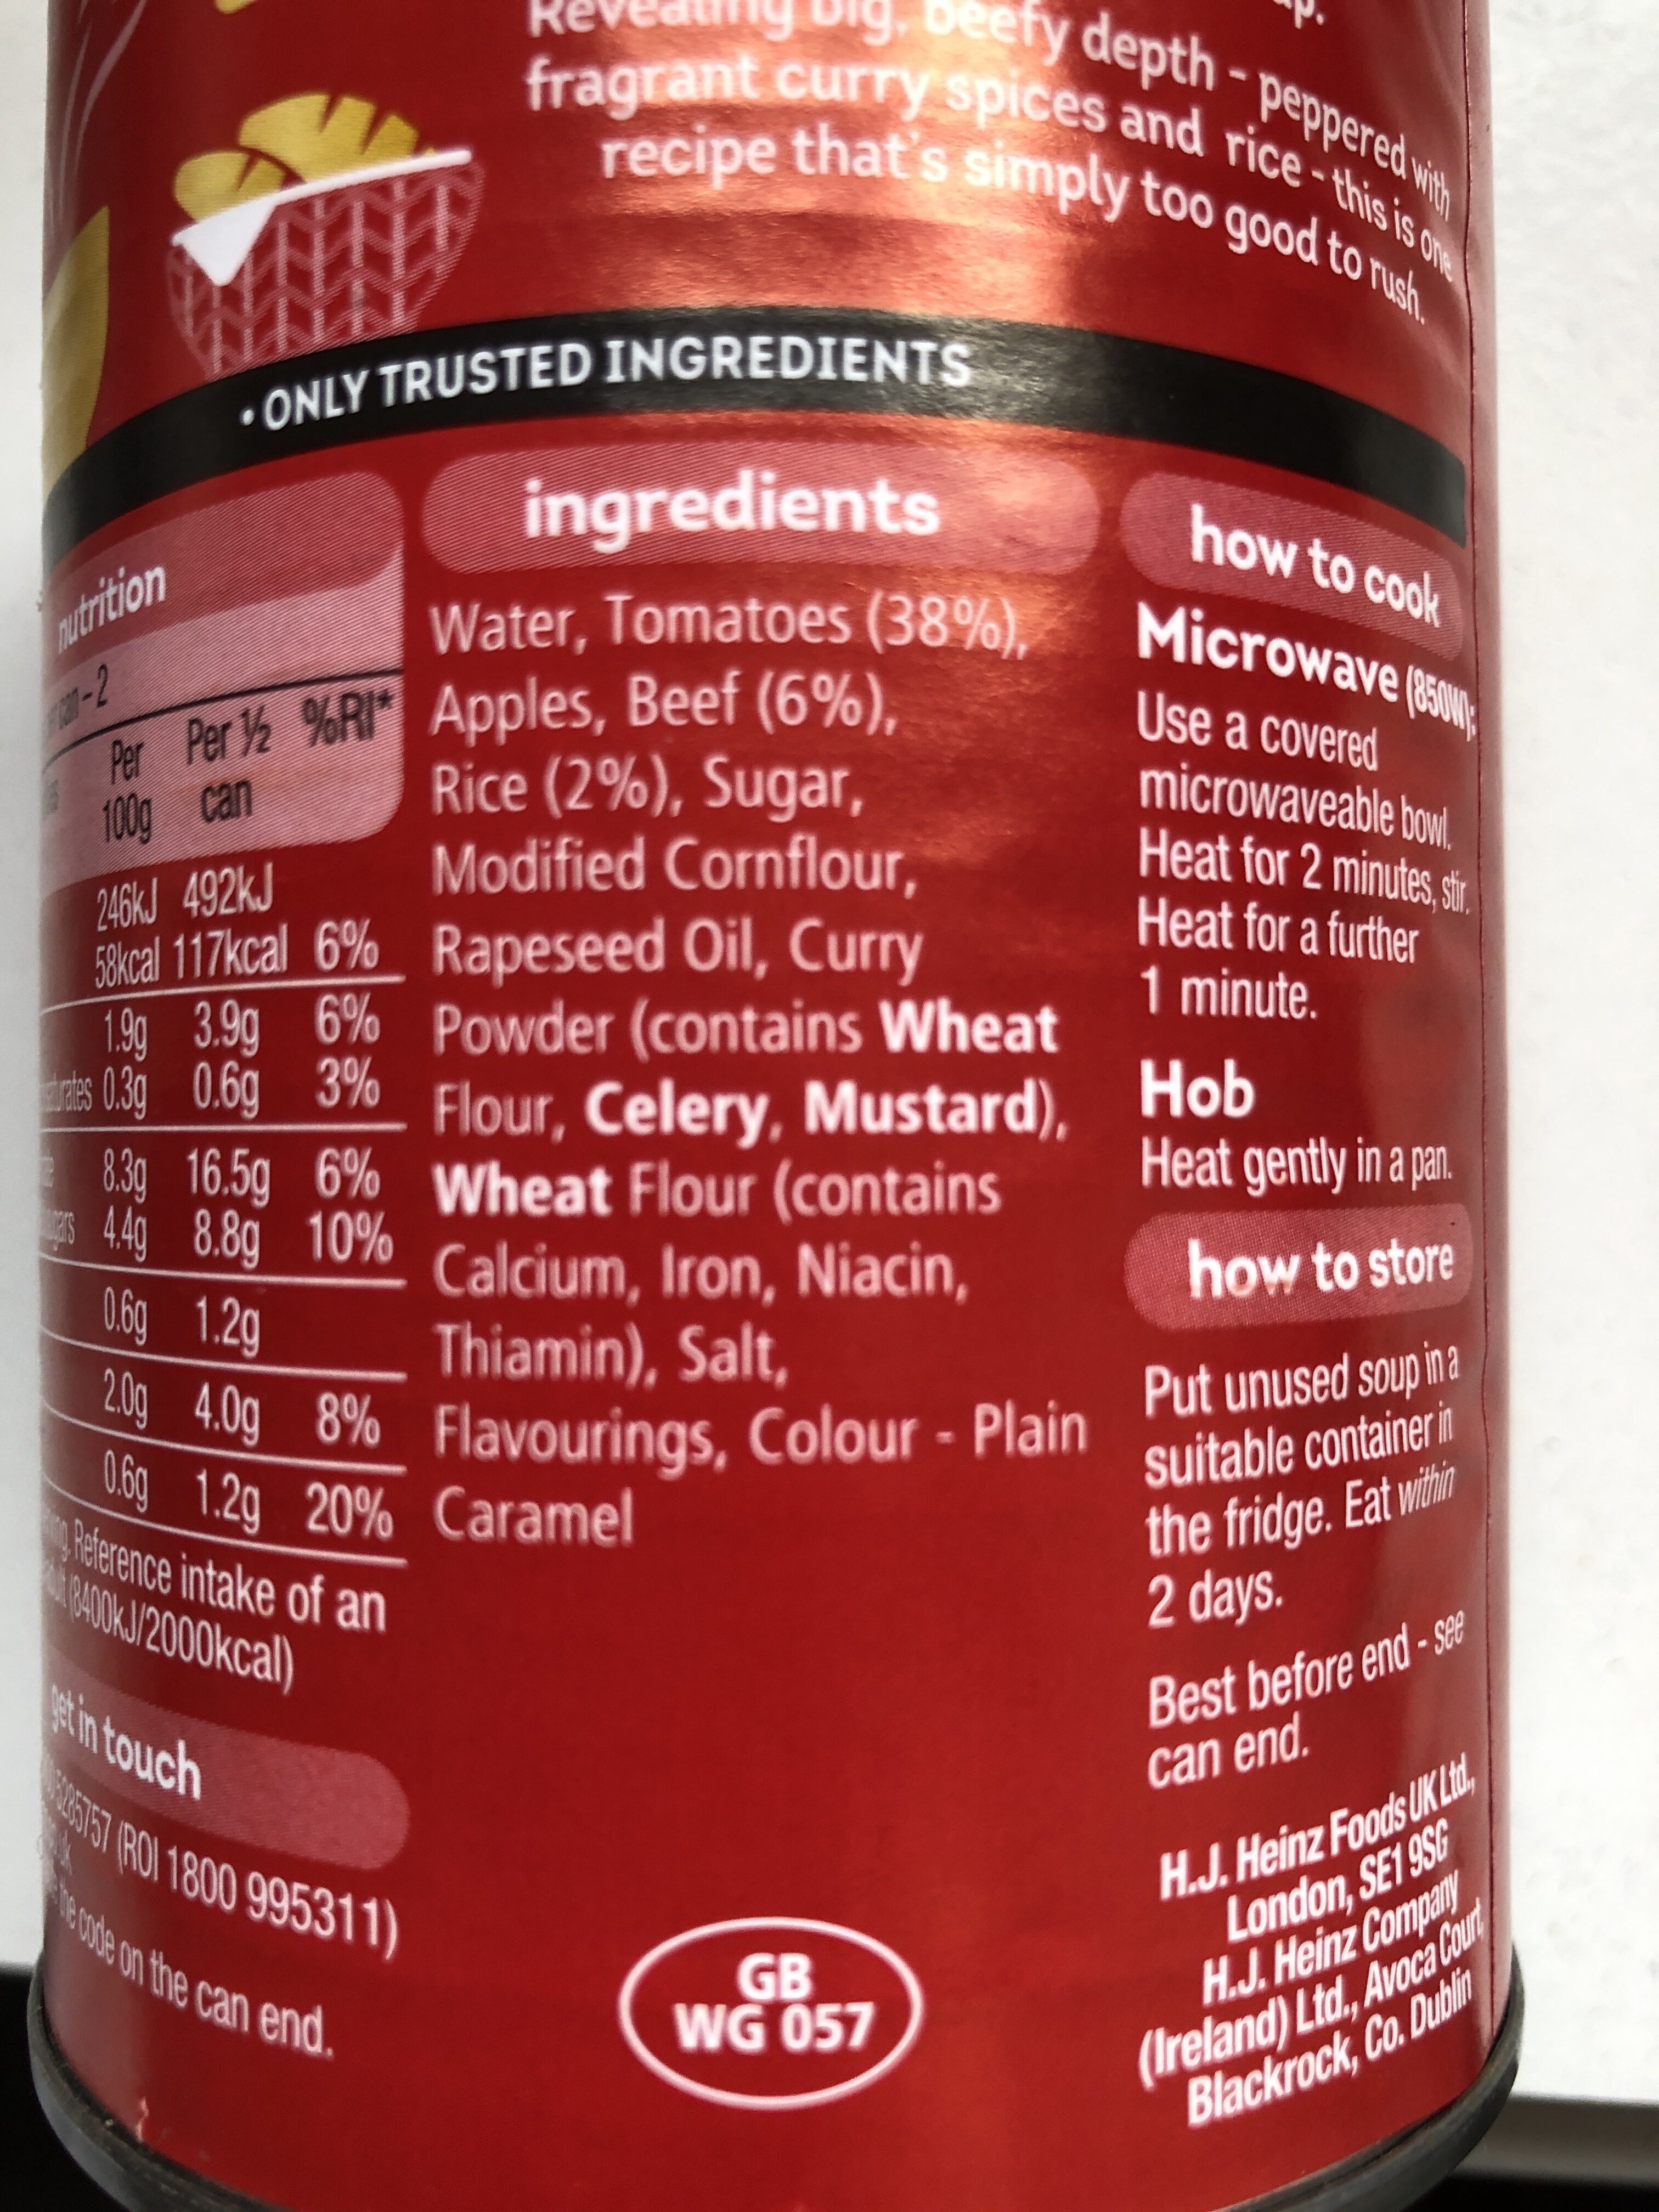 Revealing big, beefy depth - peppered with
fragrant curry spices and rice - this is one
recipe that's simply too good to rush.
• ONLY TRUSTED INGREDIENTS
nutrition
can - 2
Per
100g
Per ½
can
%RI*
246kJ 492kJ
58kcal 117kcal 6%
1.9g 3.9g 6%
saturates 0.3g 0.6g 3%
8.3g 16.5g 6%
sugars 4.4g 8.8g 10%
0.6g 1.2g
2.0g 4.0g 8%
0.6g 1.2g 20%
Reference intake of an
(8400kJ/2000kcal)
get in touch
5285757 (ROI 1800 995311)
the code on the can end.
ingredients
Water, Tomatoes (38%),
Apples, Beef (6%),
Rice (2%), Sugar,
Modified Cornflour,
Rapeseed Oil, Curry
Powder (contains Wheat
Flour, Celery, Mustard),
Wheat Flour (contains
Calcium, Iron, Niacin,
Thiamin), Salt,
Flavourings, Colour - Plain
Caramel
GB
WG 057
how to cook
Microwave (850W):
Use a covered
microwaveable bowl.
Heat for 2 minutes, stir.
Heat for a further
1 minute.
Hob
Heat gently in a pan.
how to store
Put unused soup in a
suitable container in
the fridge. Eat within
2 days.
Best before end - see
can end.
H.J. Heinz Foods UK Ltd.,
London, SE1 9SG
H.J. Heinz Company
(Ireland) Ltd., Avoca Court,
Blackrock, Co. Dublin